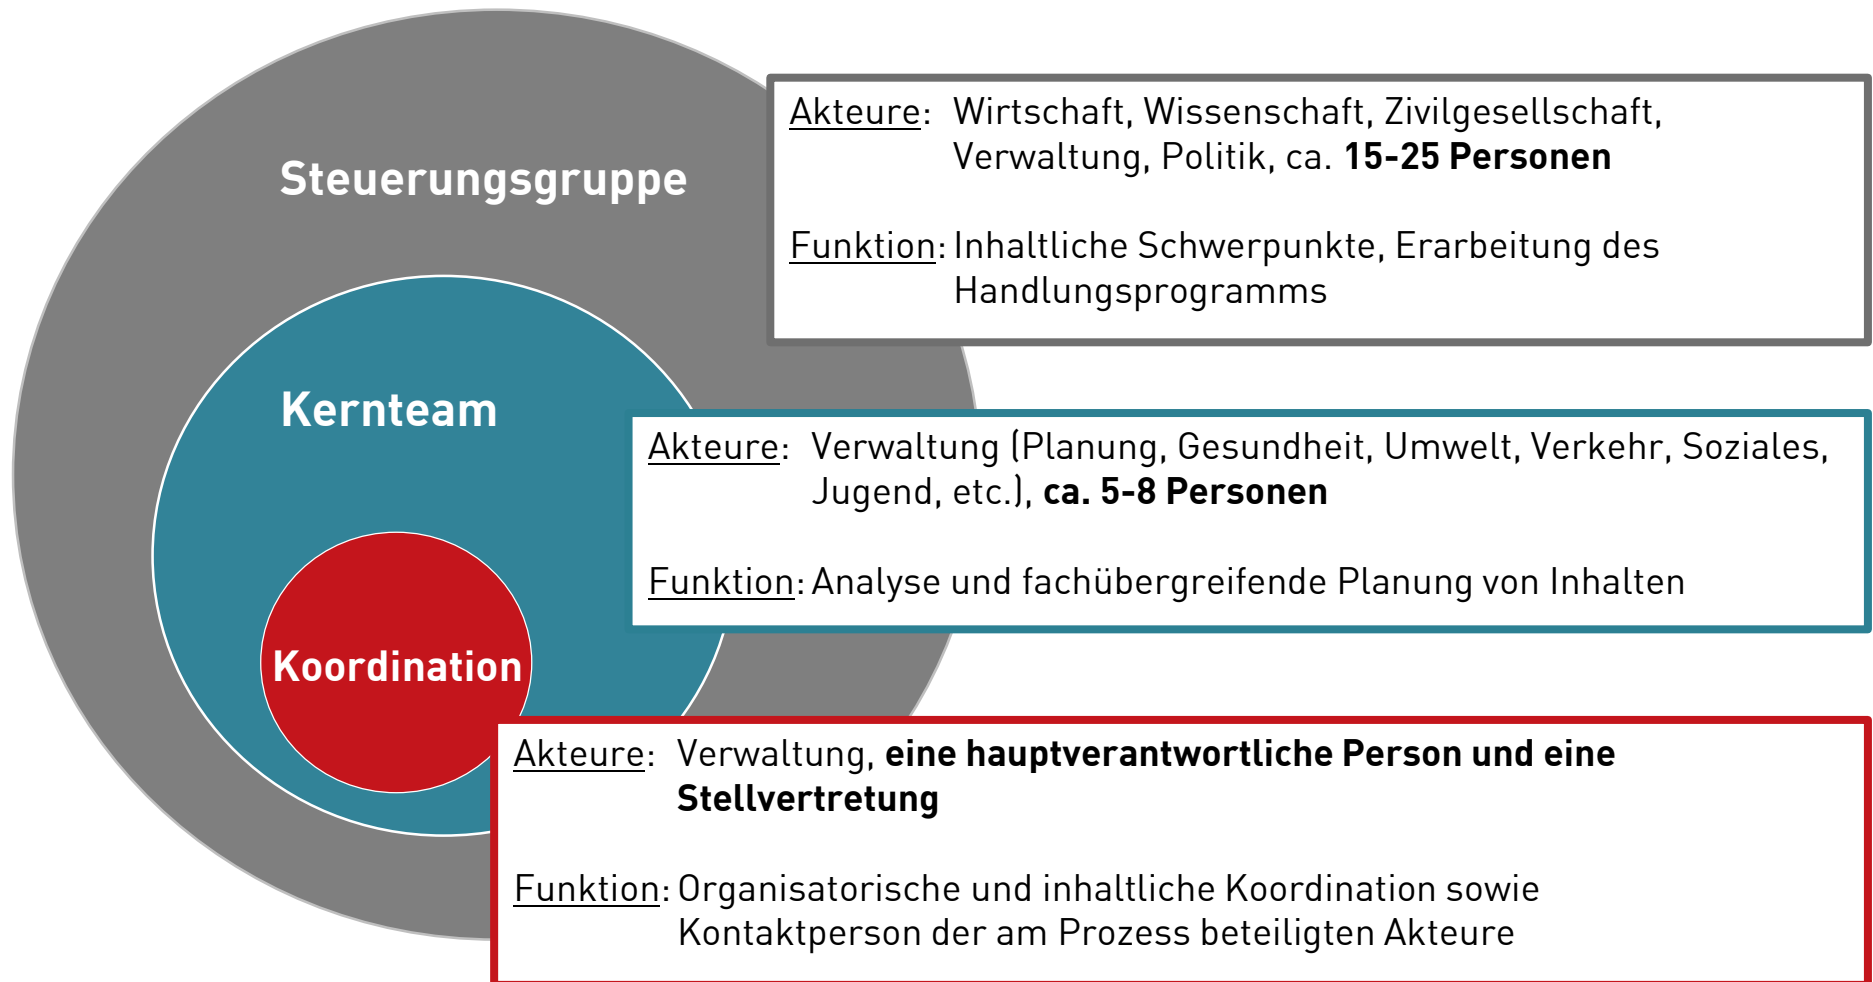 Steuerungsgruppe
Akteure: Wirtschaft, Wissenschaft, Zivilgesellschaft,
Verwaltung, Politik, ca. 15-25 Personen
Funktion: Inhaltliche Schwerpunkte, Erarbeitung des
Handlungsprogramms
Kernteam
Akteure: Verwaltung (Planung, Gesundheit, Umwelt, Verkehr, Soziales,
Jugend, etc.), ca. 5-8 Personen
Funktion: Analyse und fachübergreifende Planung von Inhalten
Koordination
Akteure: Verwaltung, eine hauptverantwortliche Person und eine
Stellvertretung
Funktion: Organisatorische und inhaltliche Koordination sowie
Kontaktperson der am Prozess beteiligten Akteure